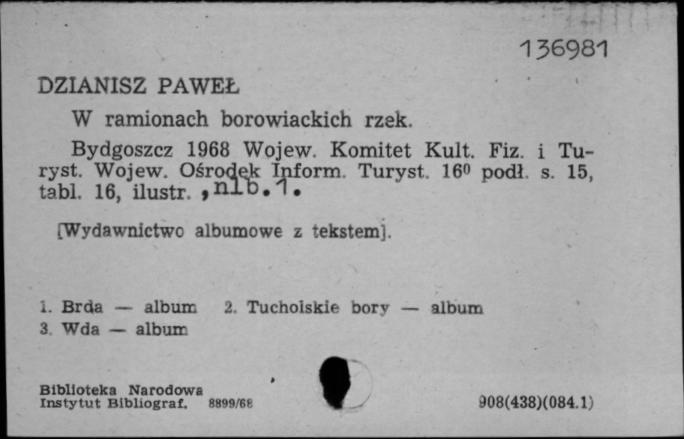 136981
DZIANISZ PAWEŁ
W ramionach borowiackich rzek.
Bydgoszcz 1968 Wojew. Komitet Kult. Fiz. i Tu-
ryst. Wojew. Ośrodek Inform. Turyst. 16⁰ podł. s. 15,
tabl. 16, ilustr. , nlb. 1.
[Wydawnictwo albumowe z tekstem].
1. Brda — album 2. Tucholskie bory — album
3. Wda — album
Biblioteka Narodowa
Instytut Bibliograf. 8899/68 908(438)(084.1)